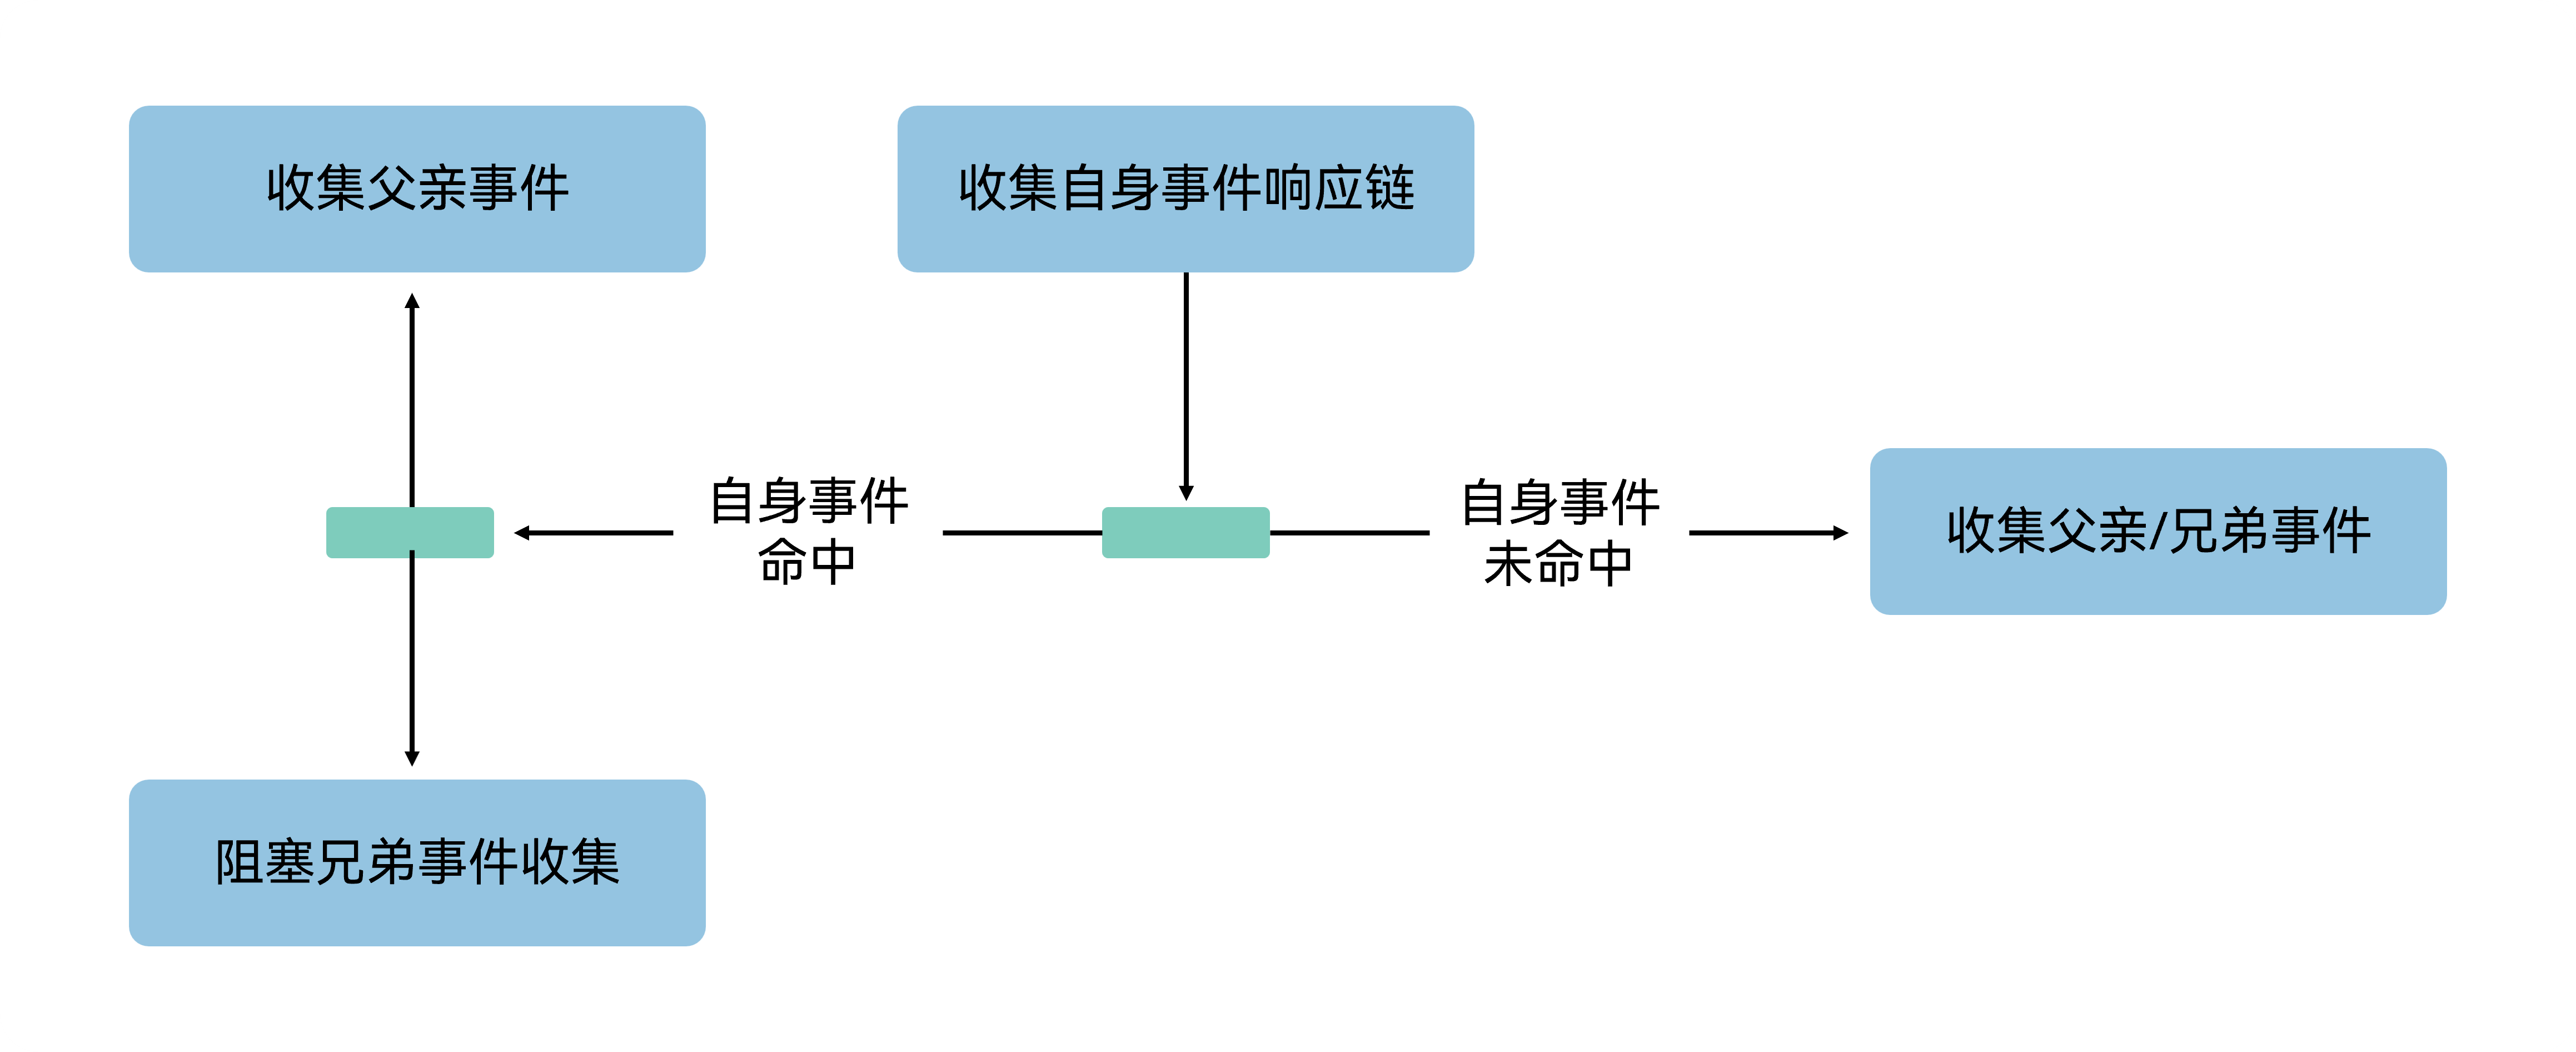 收集父亲事件
收集自身事件响应链
自身事件
命中
自身事件
未命中
收集父亲/兄弟事件
阻塞兄弟事件收集